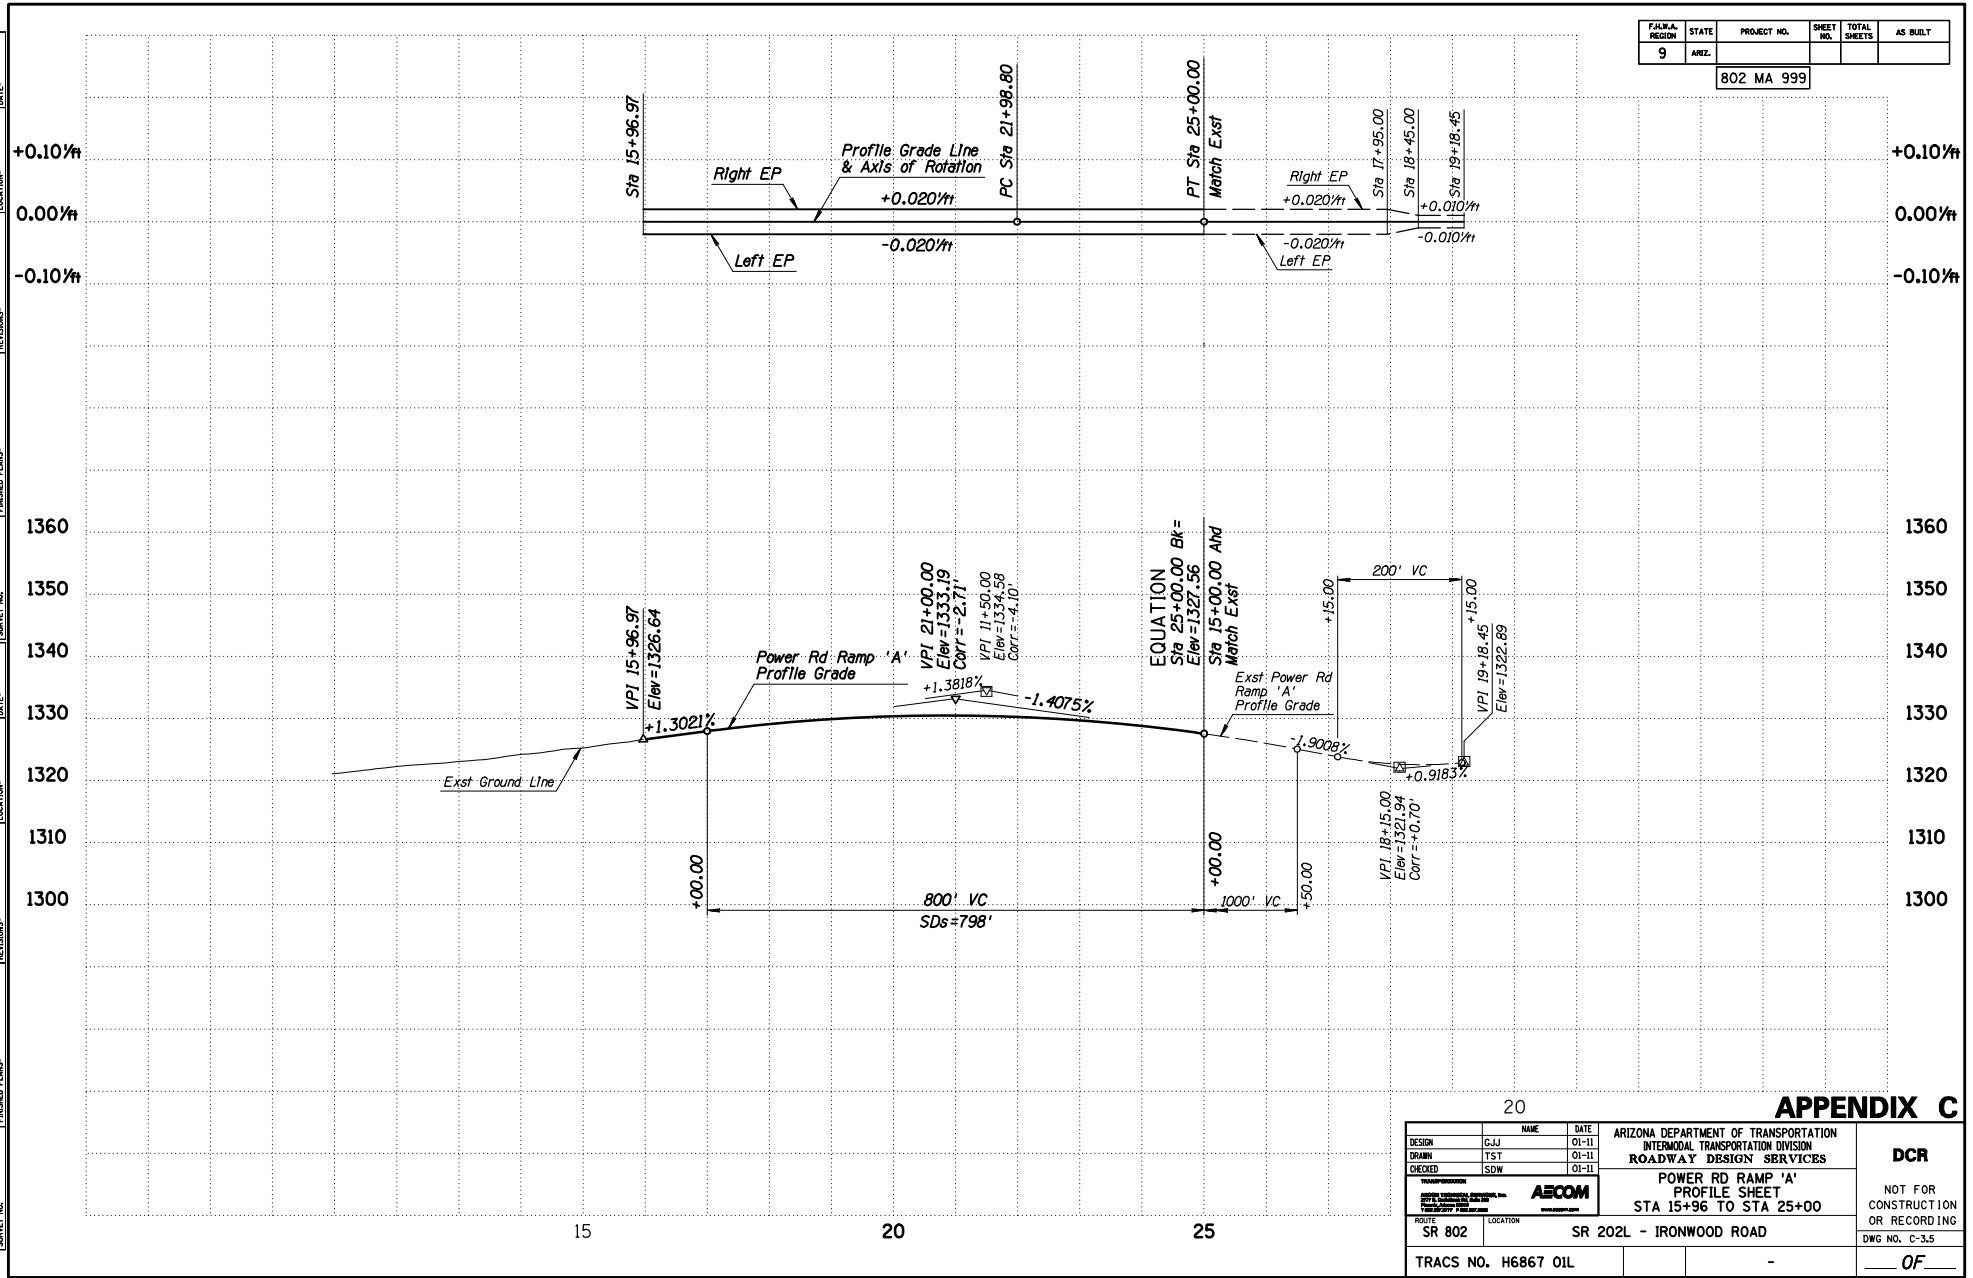 F.H.W.A. REGION
STATE
PROJECT NO.
SHEET NO.
TOTAL SHEETS
AS BUILT
9
ARIZ.
802 MA 999
+0.10'/ft
0.00'/ft
-0.10'/ft
+0.10'/ft
0.00'/ft
-0.10'/ft
Sta 15+96.97
Right EP
Profile Grade Line
& Axis of Rotation
+0.020'/ft
-0.020'/ft
Left EP
PC Sta 21+98.80
PT Sta 25+00.00
Match Exst
Right EP
+0.020'/ft
-0.020'/ft
Left EP
Sta 17+95.00
Sta 18+45.00
Sta 19+18.45
+0.010'/ft
-0.010'/ft
1360
1350
1340
1330
1320
1310
1300
1360
1350
1340
1330
1320
1310
1300
VPI 15+96.97
Elev=1326.64
+1.3021%
Power Rd Ramp 'A'
Profile Grade
Exst Ground Line
VPI 21+00.00
Elev=1333.19
Corr=-2.71'
VPI 11+50.00
Elev=1334.58
Corr=-4.10'
+1.3818%
-1.4075%
EQUATION
Sta 25+00.00 Bk=
Elev=1327.56
Sta 15+00.00 Ahd
Match Exst
Exst Power Rd
Ramp 'A'
Profile Grade
-1.9008%
+15.00
200' VC
+15.00
VPI 19+18.45
Elev=1322.89
+0.9183%
VPI 18+15.00
Elev=1321.94
Corr=+0.70'
+00.00
800' VC
SDs=798'
+00.00
1000' VC
+50.00
15
20
25
20
APPENDIX C
NAME
DATE
DESIGN GJJ 01-11
DRAWN TST 01-11
CHECKED SDW 01-11
TRANSPORTATION
AECOM
ARIZONA DEPARTMENT OF TRANSPORTATION
INTERMODAL TRANSPORTATION DIVISION
ROADWAY DESIGN SERVICES
POWER RD RAMP 'A'
PROFILE SHEET
STA 15+96 TO STA 25+00
DCR
NOT FOR
CONSTRUCTION
OR RECORDING
DWG NO. C-3.5
ROUTE
SR 802
LOCATION
SR 202L - IRONWOOD ROAD
TRACS NO. H6867 01L
-
OF